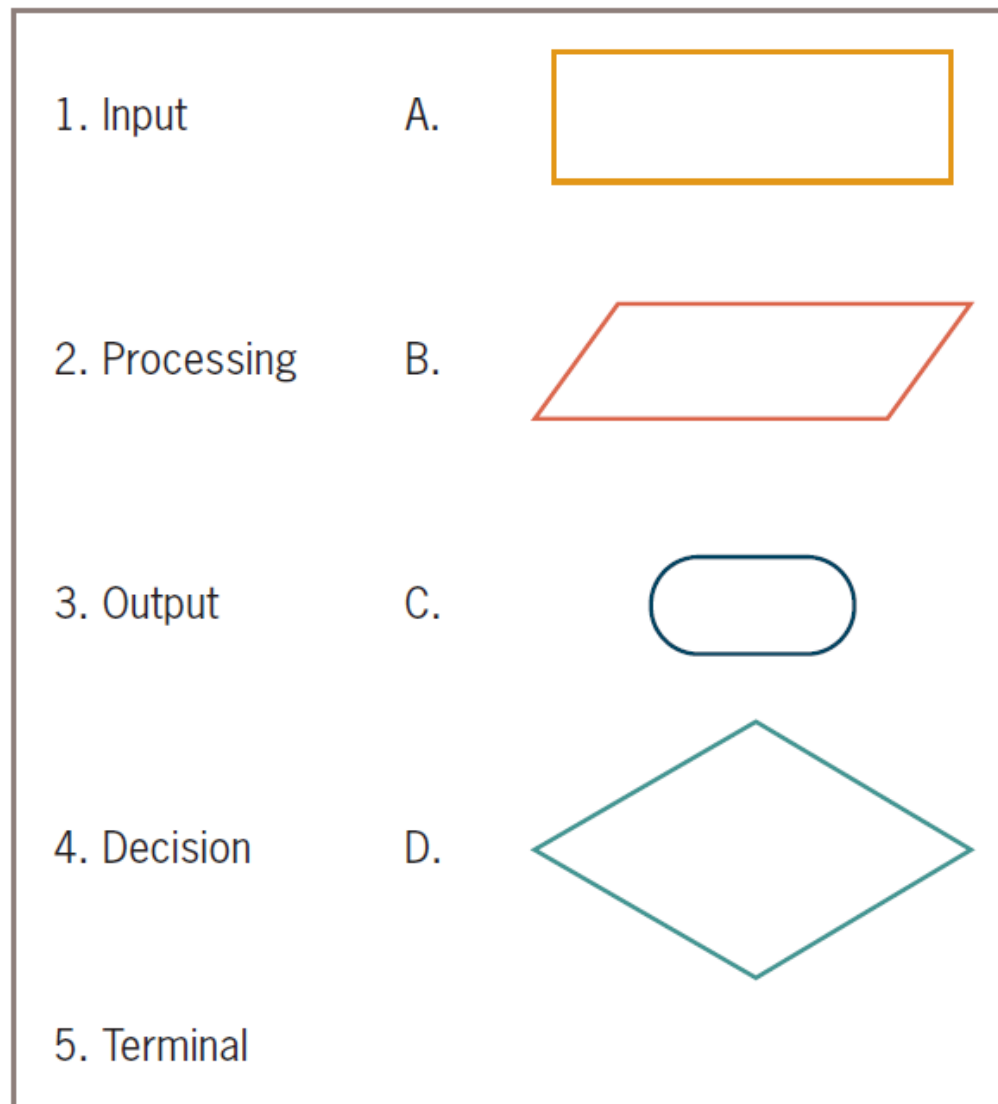 1. Input A.
2. Processing B.
3. Output C.
4. Decision D.
5. Terminal